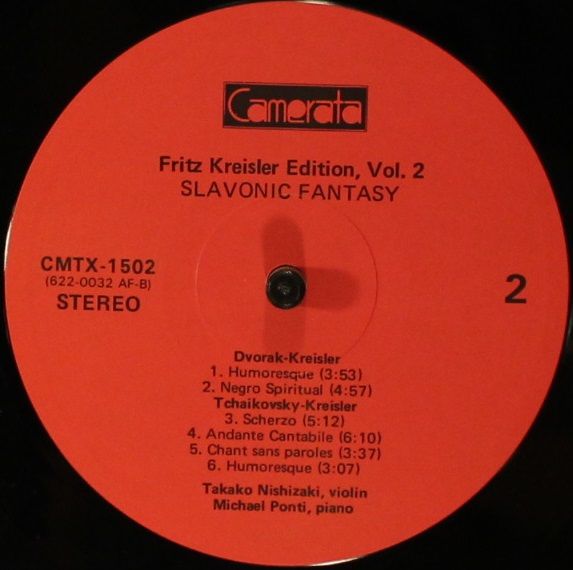 Camerata
Fritz Kreisler Edition, Vol. 2
SLAVONIC FANTASY
CMTX-1502
(622-0032 AF-B)
STEREO
2
Dvorak-Kreisler
1. Humoresque (3:53)
2. Negro Spiritual (4:57)
Tchaikovsky-Kreisler
3. Scherzo (5:12)
4. Andante Cantabile (6:10)
5. Chant sans paroles (3:37)
6. Humoresque (3:07)
Takako Nishizaki, violin
Michael Ponti, piano